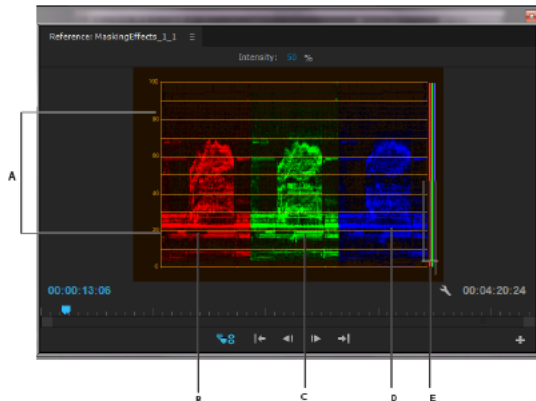 Reference: MaskingEffects_1_1
Intensity: 50 %
100
80
60
40
20
0
A
00:00:13:06
00:04:20:24
B
C
D
E